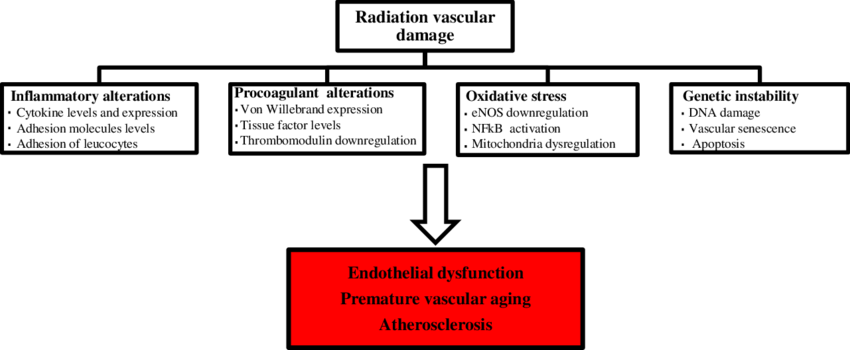 Radiation vascular
damage
Inflammatory alterations
• Cytokine levels and expression
• Adhesion molecules levels
• Adhesion of leucocytes
Procoagulant alterations
• Von Willebrand expression
• Tissue factor levels
• Thrombomodulin downregulation
Oxidative stress
• eNOS downregulation
• NFkB activation
• Mitochondria dysregulation
Genetic instability
• DNA damage
• Vascular senescence
• Apoptosis
Endothelial dysfunction
Premature vascular aging
Atherosclerosis